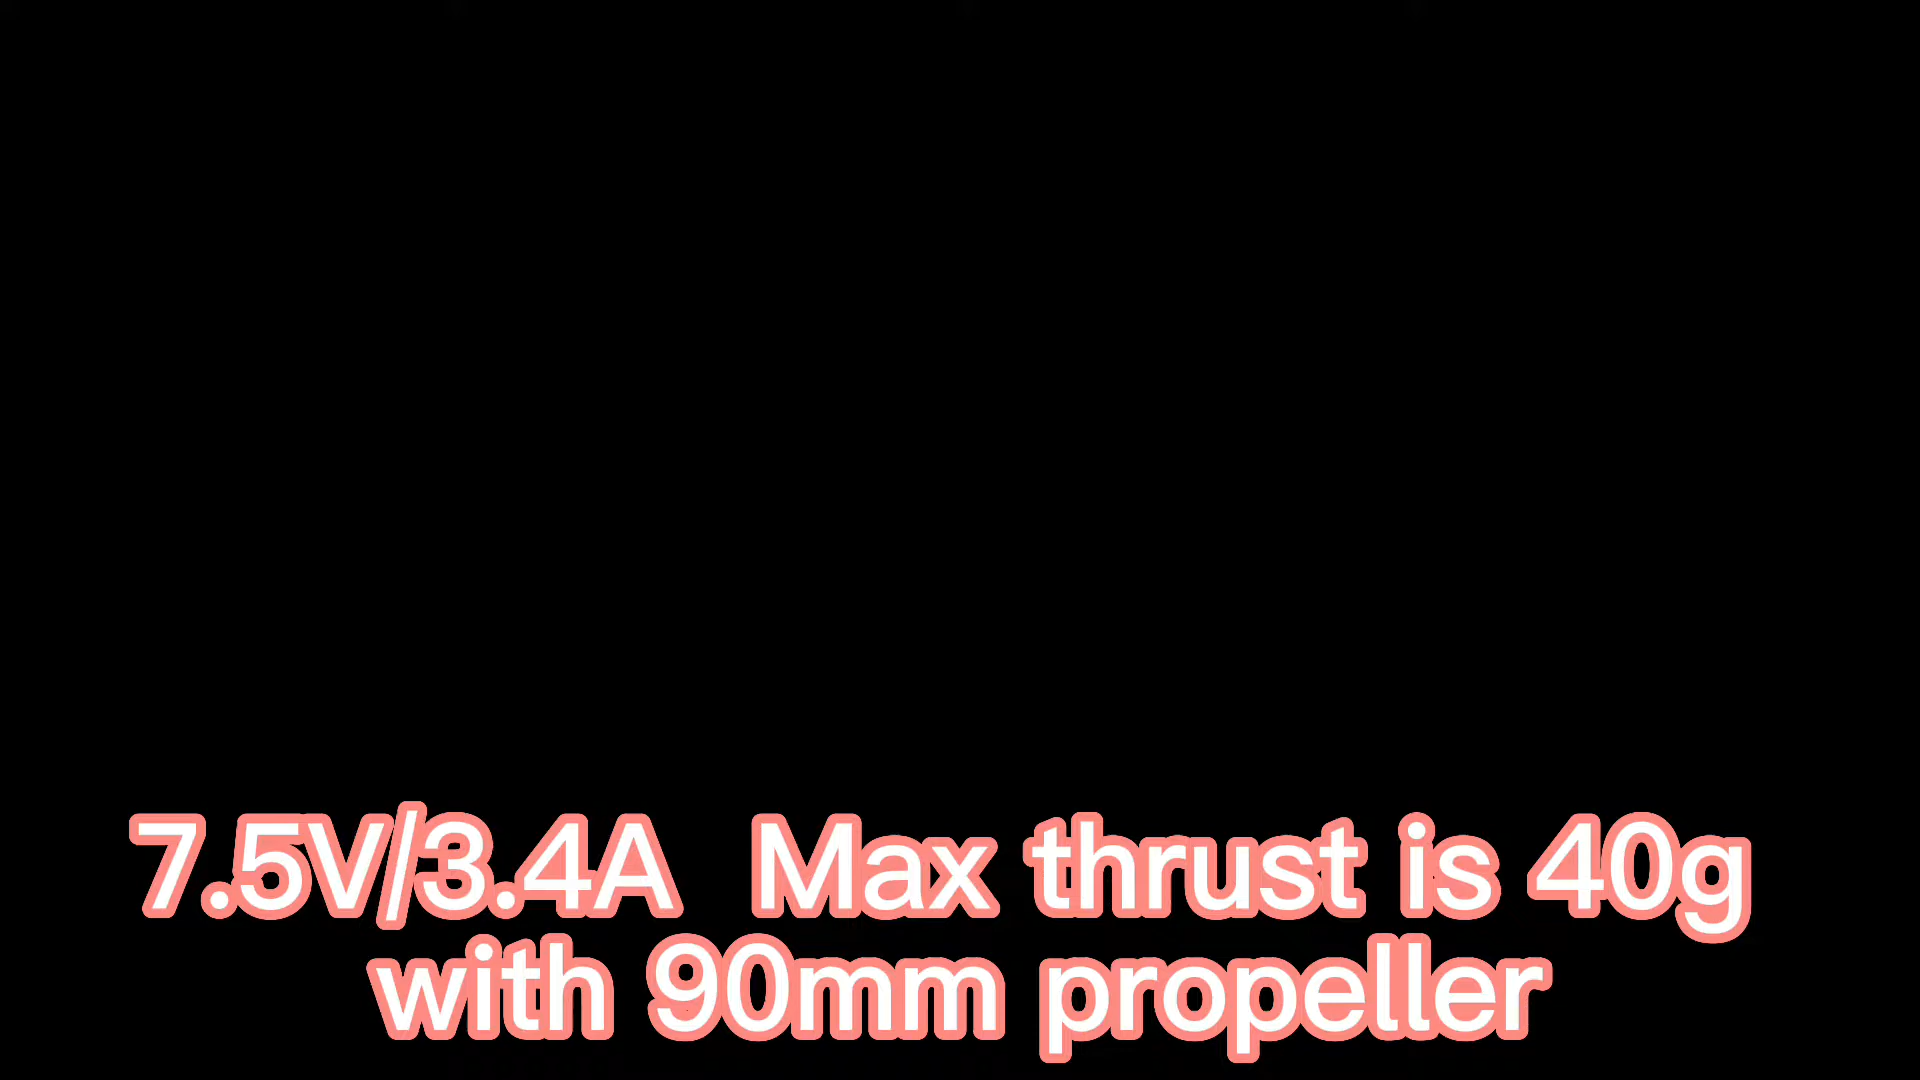 7.5V/3.4A  Max thrust is 40g
with 90mm propeller